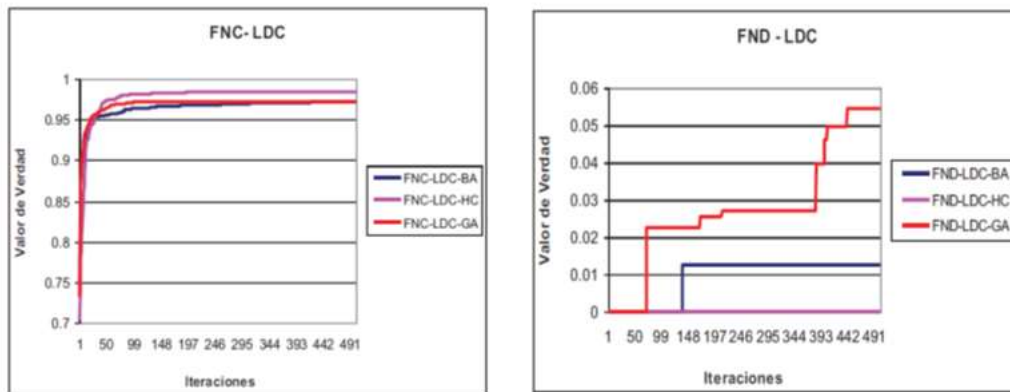 FNC- LDC
Valor de Verdad
1
0.95
0.9
0.85
0.8
0.75
0.7
1 50 99 148 197 246 295 344 393 442 491
Iteraciones
FNC-LDC-BA
FNC-LDC-HC
FNC-LDC-GA
FND - LDC
Valor de Verdad
0.06
0.05
0.04
0.03
0.02
0.01
0
1 50 99 148 197 246 295 344 393 442 491
Iteraciones
FND-LDC-BA
FND-LDC-HC
FND-LDC-GA